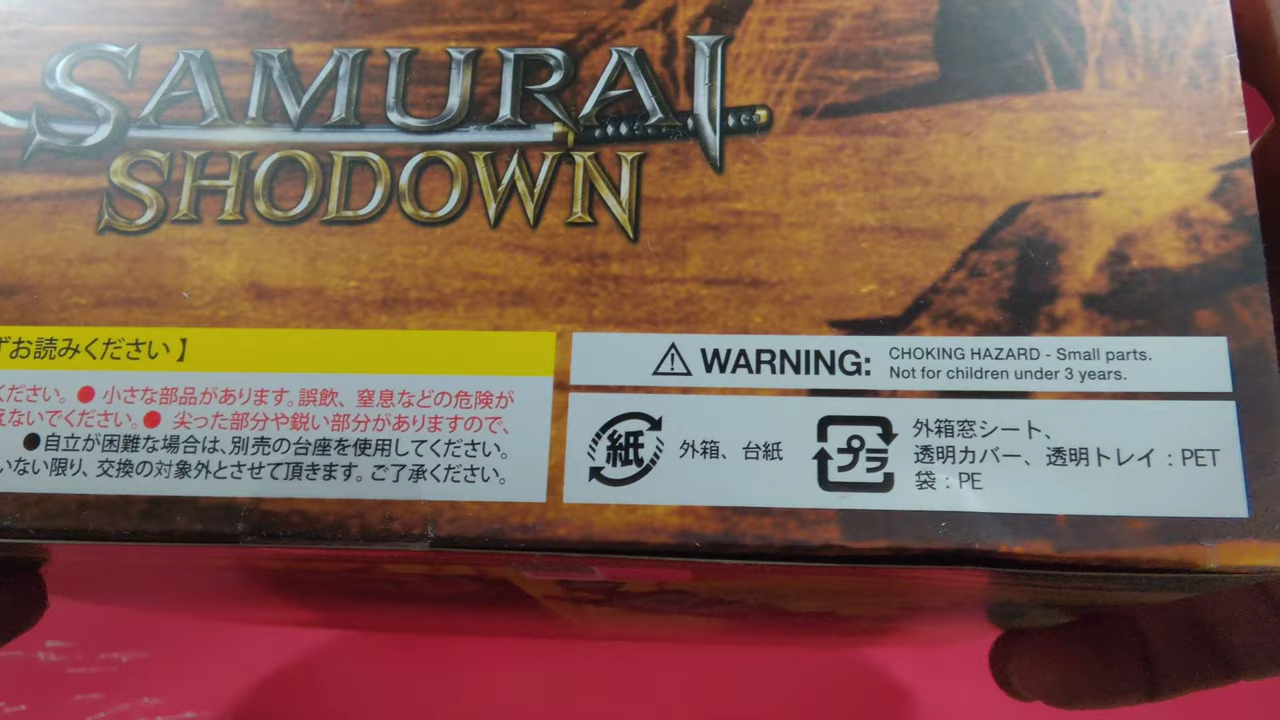 SAMURAI
SHODOWN
ずお読みください】
ください。●小さな部品があります。誤飲、窒息などの危険が
えないでください。●尖った部分や鋭い部分がありますので、
●自立が困難な場合は、別売の台座を使用してください。
いない限り、交換の対象外とさせて頂きます。ご了承ください。
WARNING:
CHOKING HAZARD - Small parts.
Not for children under 3 years.
紙
外箱、台紙
プラ
外箱窓シート、
透明カバー、透明トレイ：PET
袋：PE